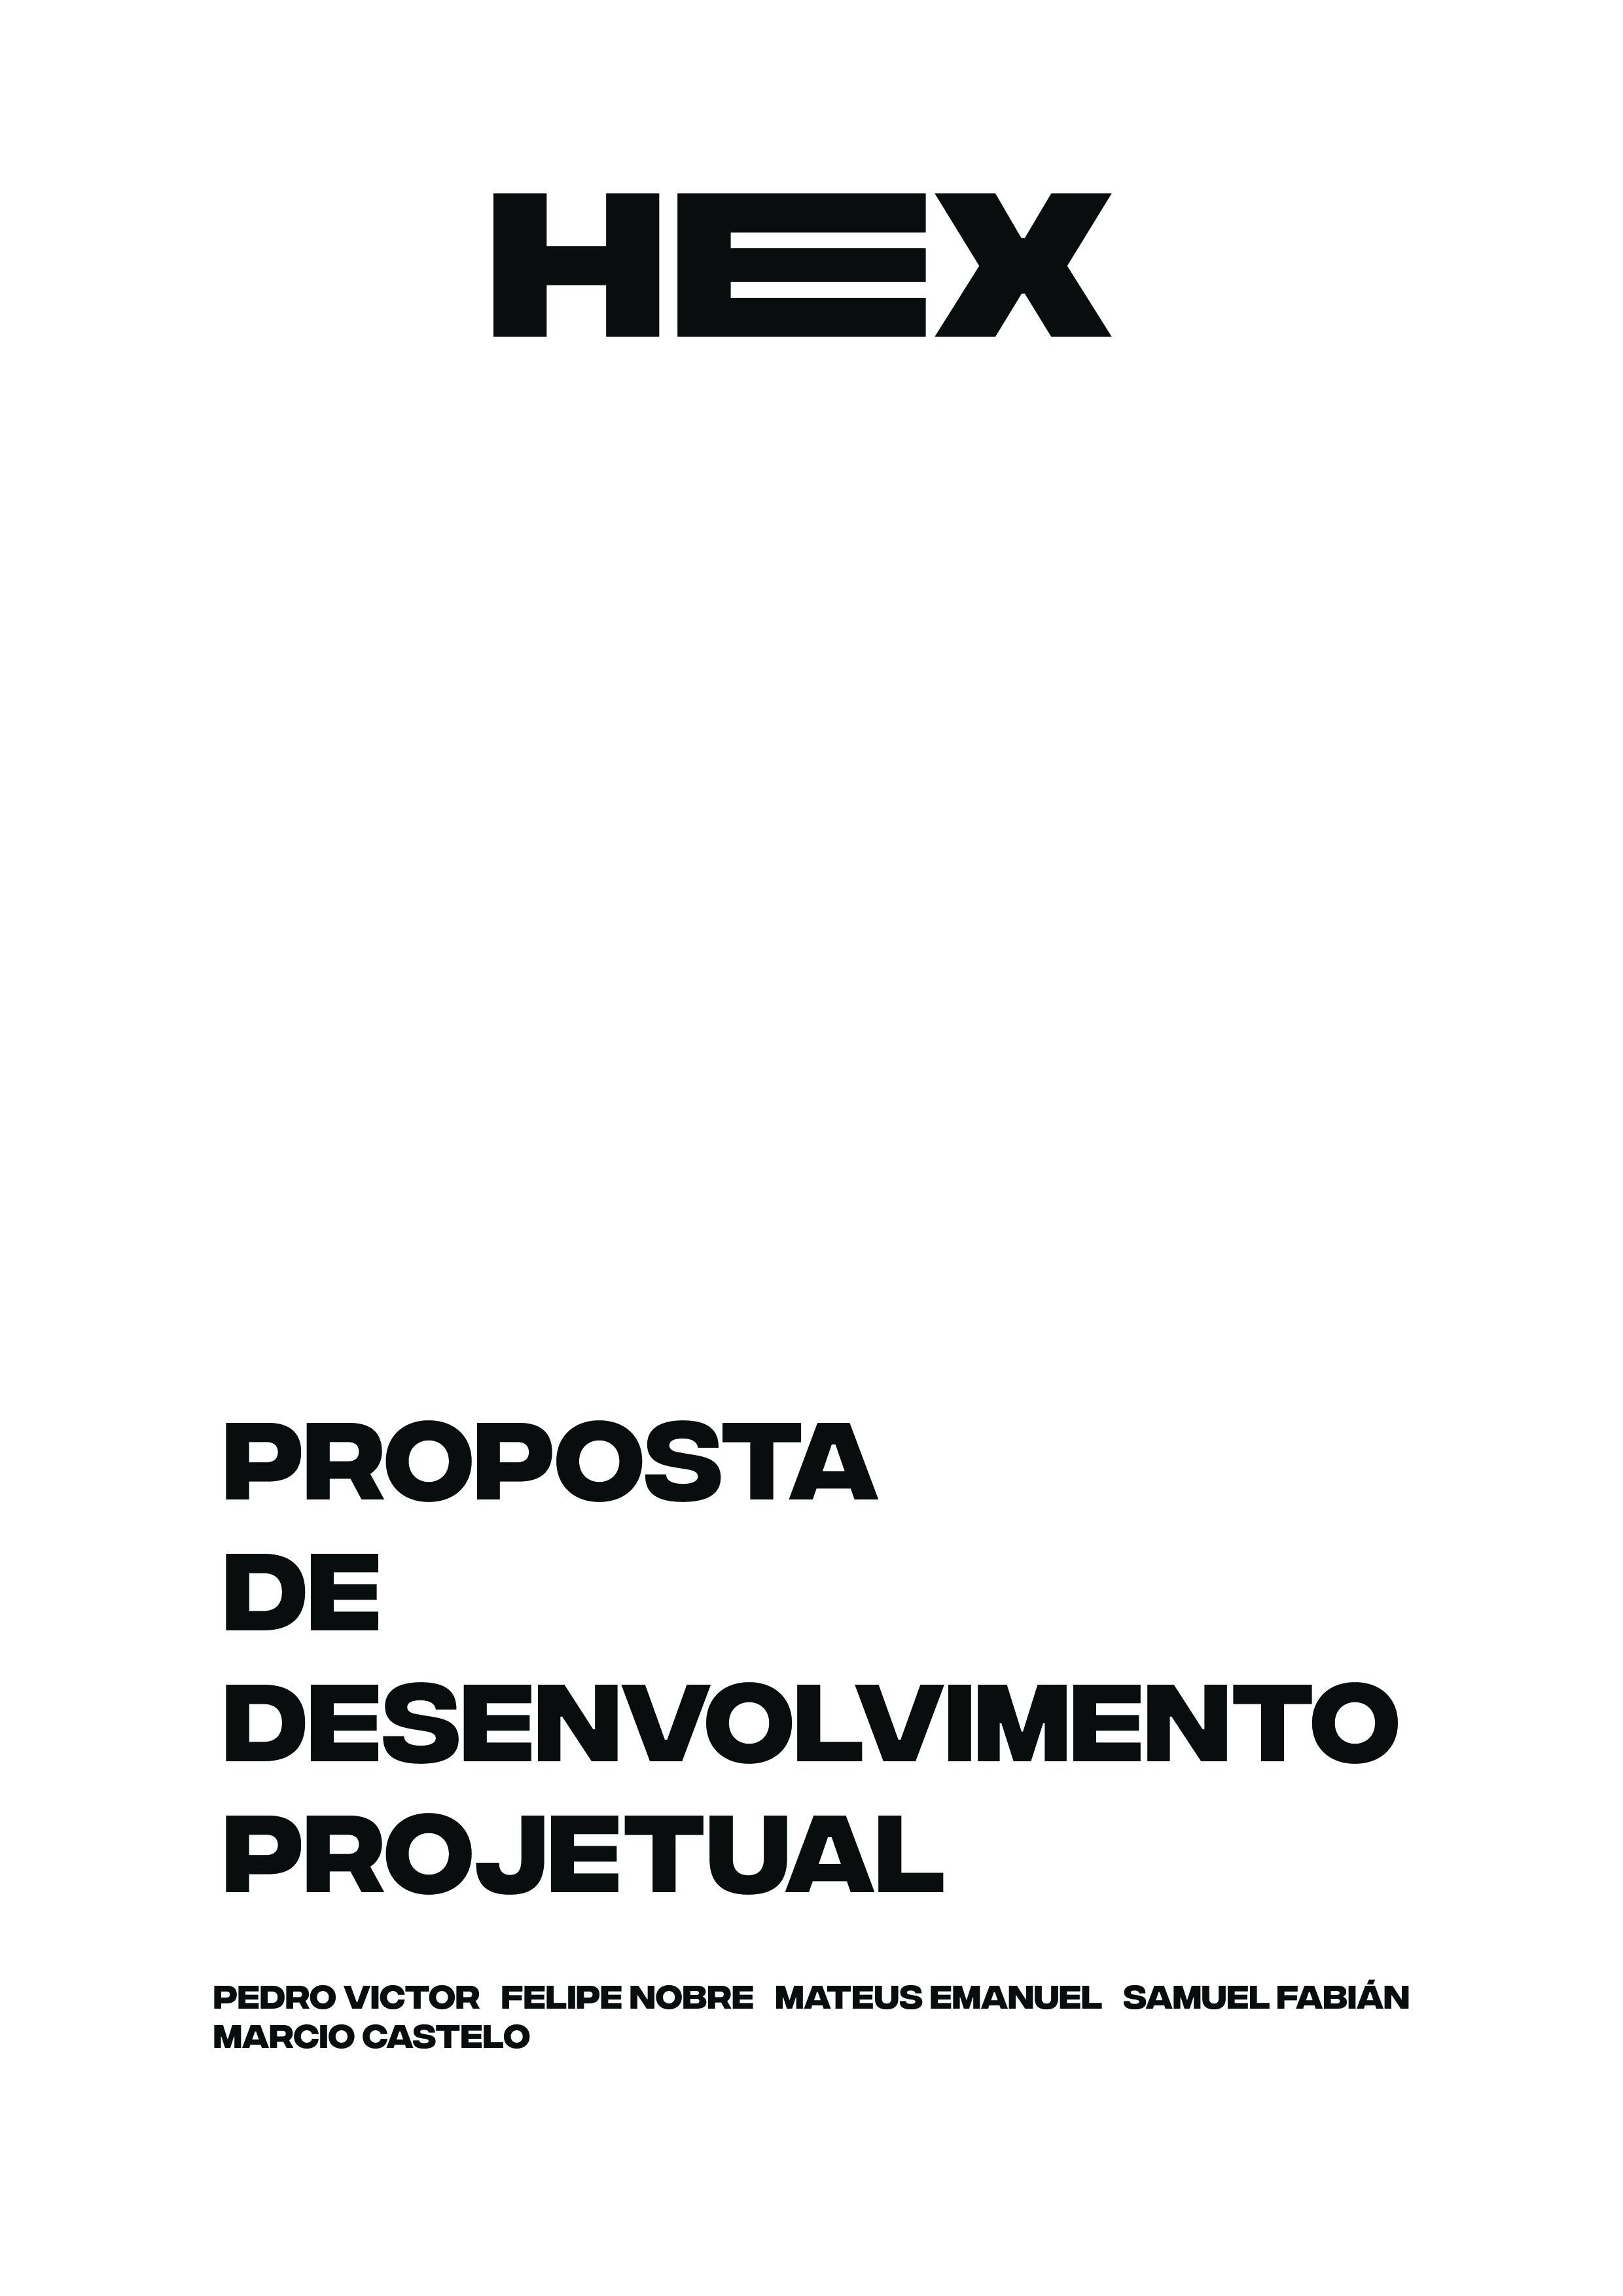 HEX
PROPOSTA
DE
DESENVOLVIMENTO
PROJETUAL
PEDRO VICTOR FELIPE NOBRE MATEUS EMANUEL SAMUEL FABIÁN
MARCIO CASTELO